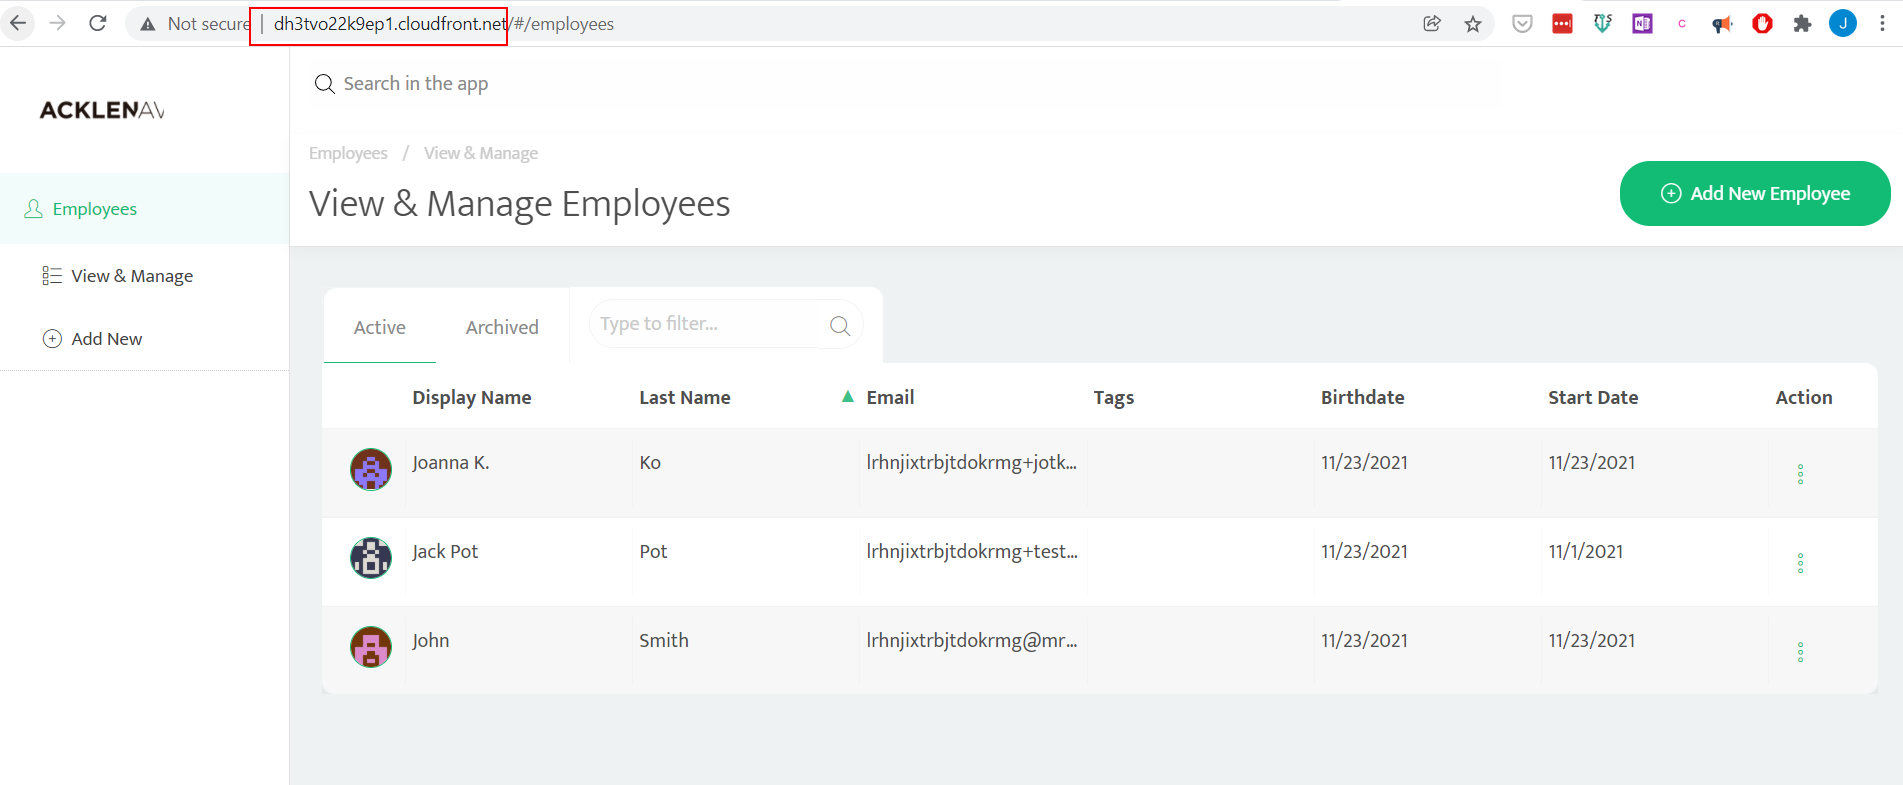 Not secure dh3tvo22k9ep1.cloudfront.net/#/employees
Search in the app
ACKLENAV
Employees / View & Manage
View & Manage Employees
Add New Employee
Employees
View & Manage
Add New
Active Archived Type to filter...
Display Name Last Name ▲ Email Tags Birthdate Start Date Action
Joanna K. Ko lrhnjixtrbjtdokrmg+jotk... 11/23/2021 11/23/2021
Jack Pot Pot lrhnjixtrbjtdokrmg+test... 11/23/2021 11/1/2021
John Smith lrhnjixtrbjtdokrmg@mr... 11/23/2021 11/23/2021
J